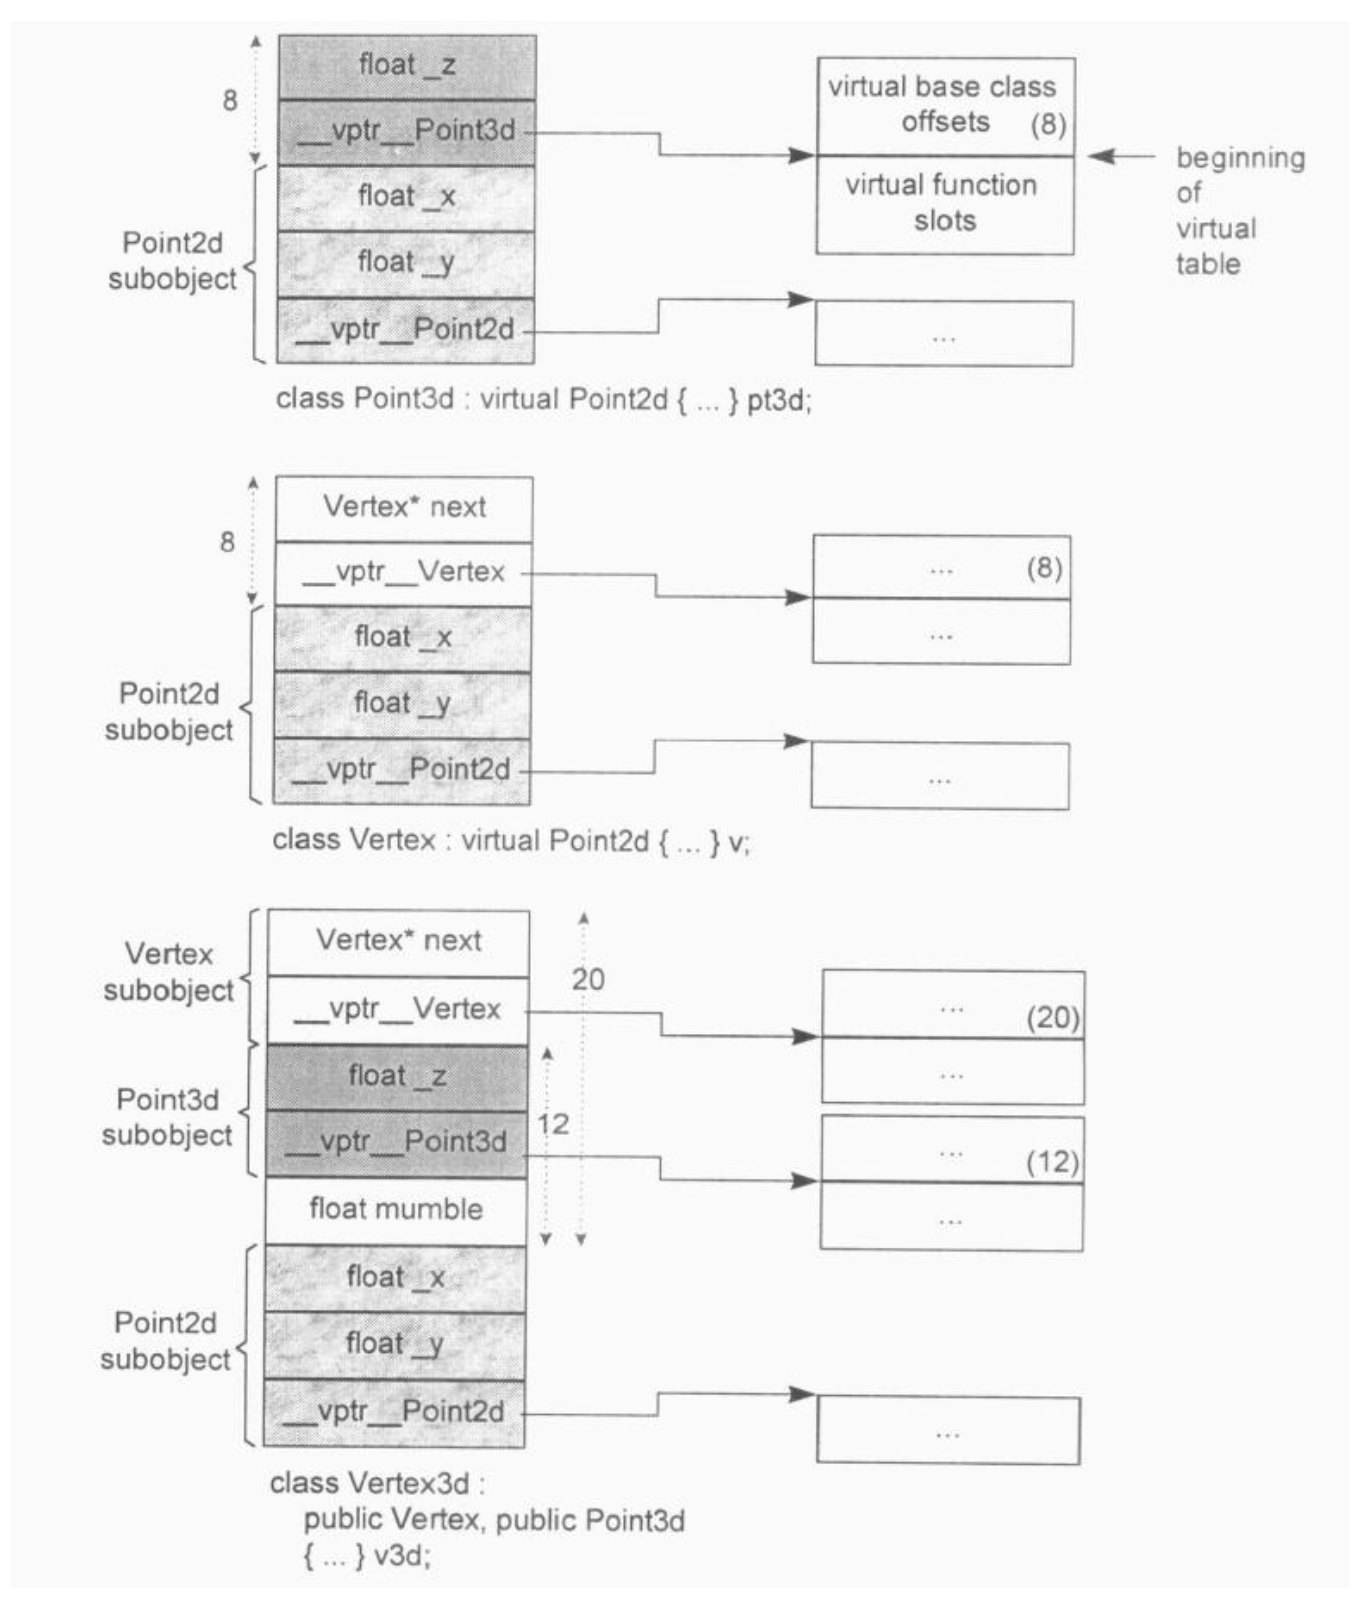 float _z
8
__vptr__Point3d
virtual base class
offsets (8)
beginning
of
virtual
table
virtual function
slots
float _x
Point2d
subobject
float _y
__vptr__Point2d
...
class Point3d : virtual Point2d { ... } pt3d;
Vertex* next
8
__vptr__Vertex
... (8)
...
float _x
Point2d
subobject
float _y
__vptr__Point2d
...
class Vertex : virtual Point2d { ... } v;
Vertex
subobject
Vertex* next
20
__vptr__Vertex
... (20)
...
Point3d
subobject
float _z
12
__vptr__Point3d
... (12)
...
float mumble
float _x
Point2d
subobject
float _y
__vptr__Point2d
...
class Vertex3d :
public Vertex, public Point3d
{ ... } v3d;